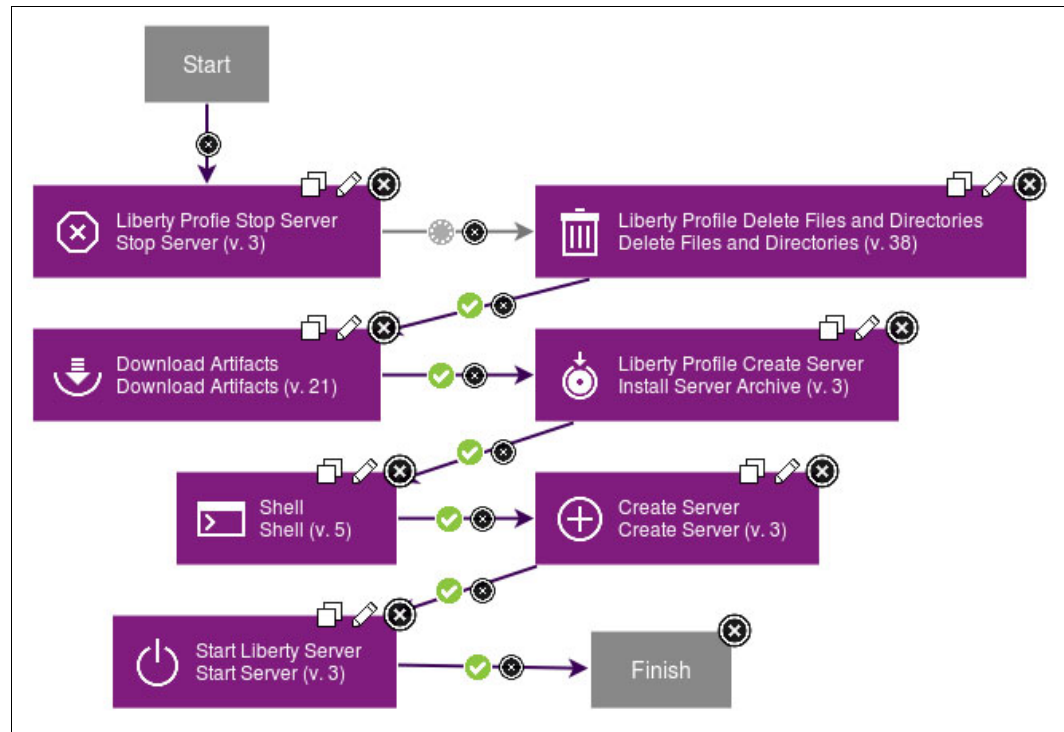 Start
Liberty Profie Stop Server
Stop Server (v. 3)
Liberty Profile Delete Files and Directories
Delete Files and Directories (v. 38)
Download Artifacts
Download Artifacts (v. 21)
Liberty Profile Create Server
Install Server Archive (v. 3)
Shell
Shell (v. 5)
Create Server
Create Server (v. 3)
Start Liberty Server
Start Server (v. 3)
Finish